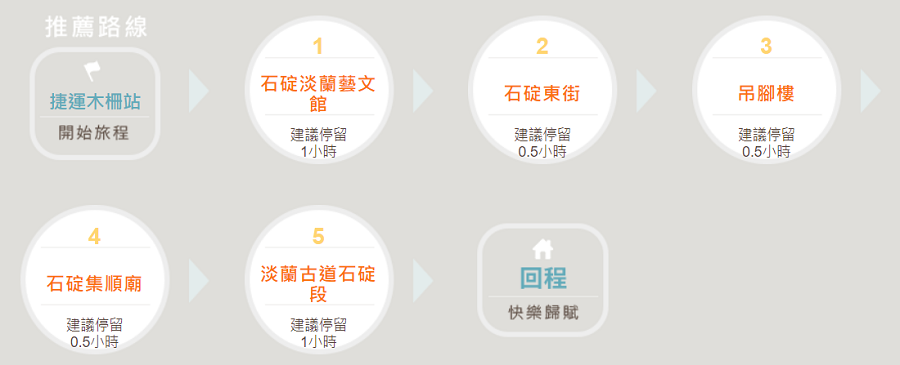 推薦路線
捷運木柵站
開始旅程
1
石碇淡蘭藝文
館
建議停留
1小時
2
石碇東街
建議停留
0.5小時
3
吊腳樓
建議停留
0.5小時
4
石碇集順廟
建議停留
0.5小時
5
淡蘭古道石碇
段
建議停留
1小時
回程
快樂歸賦